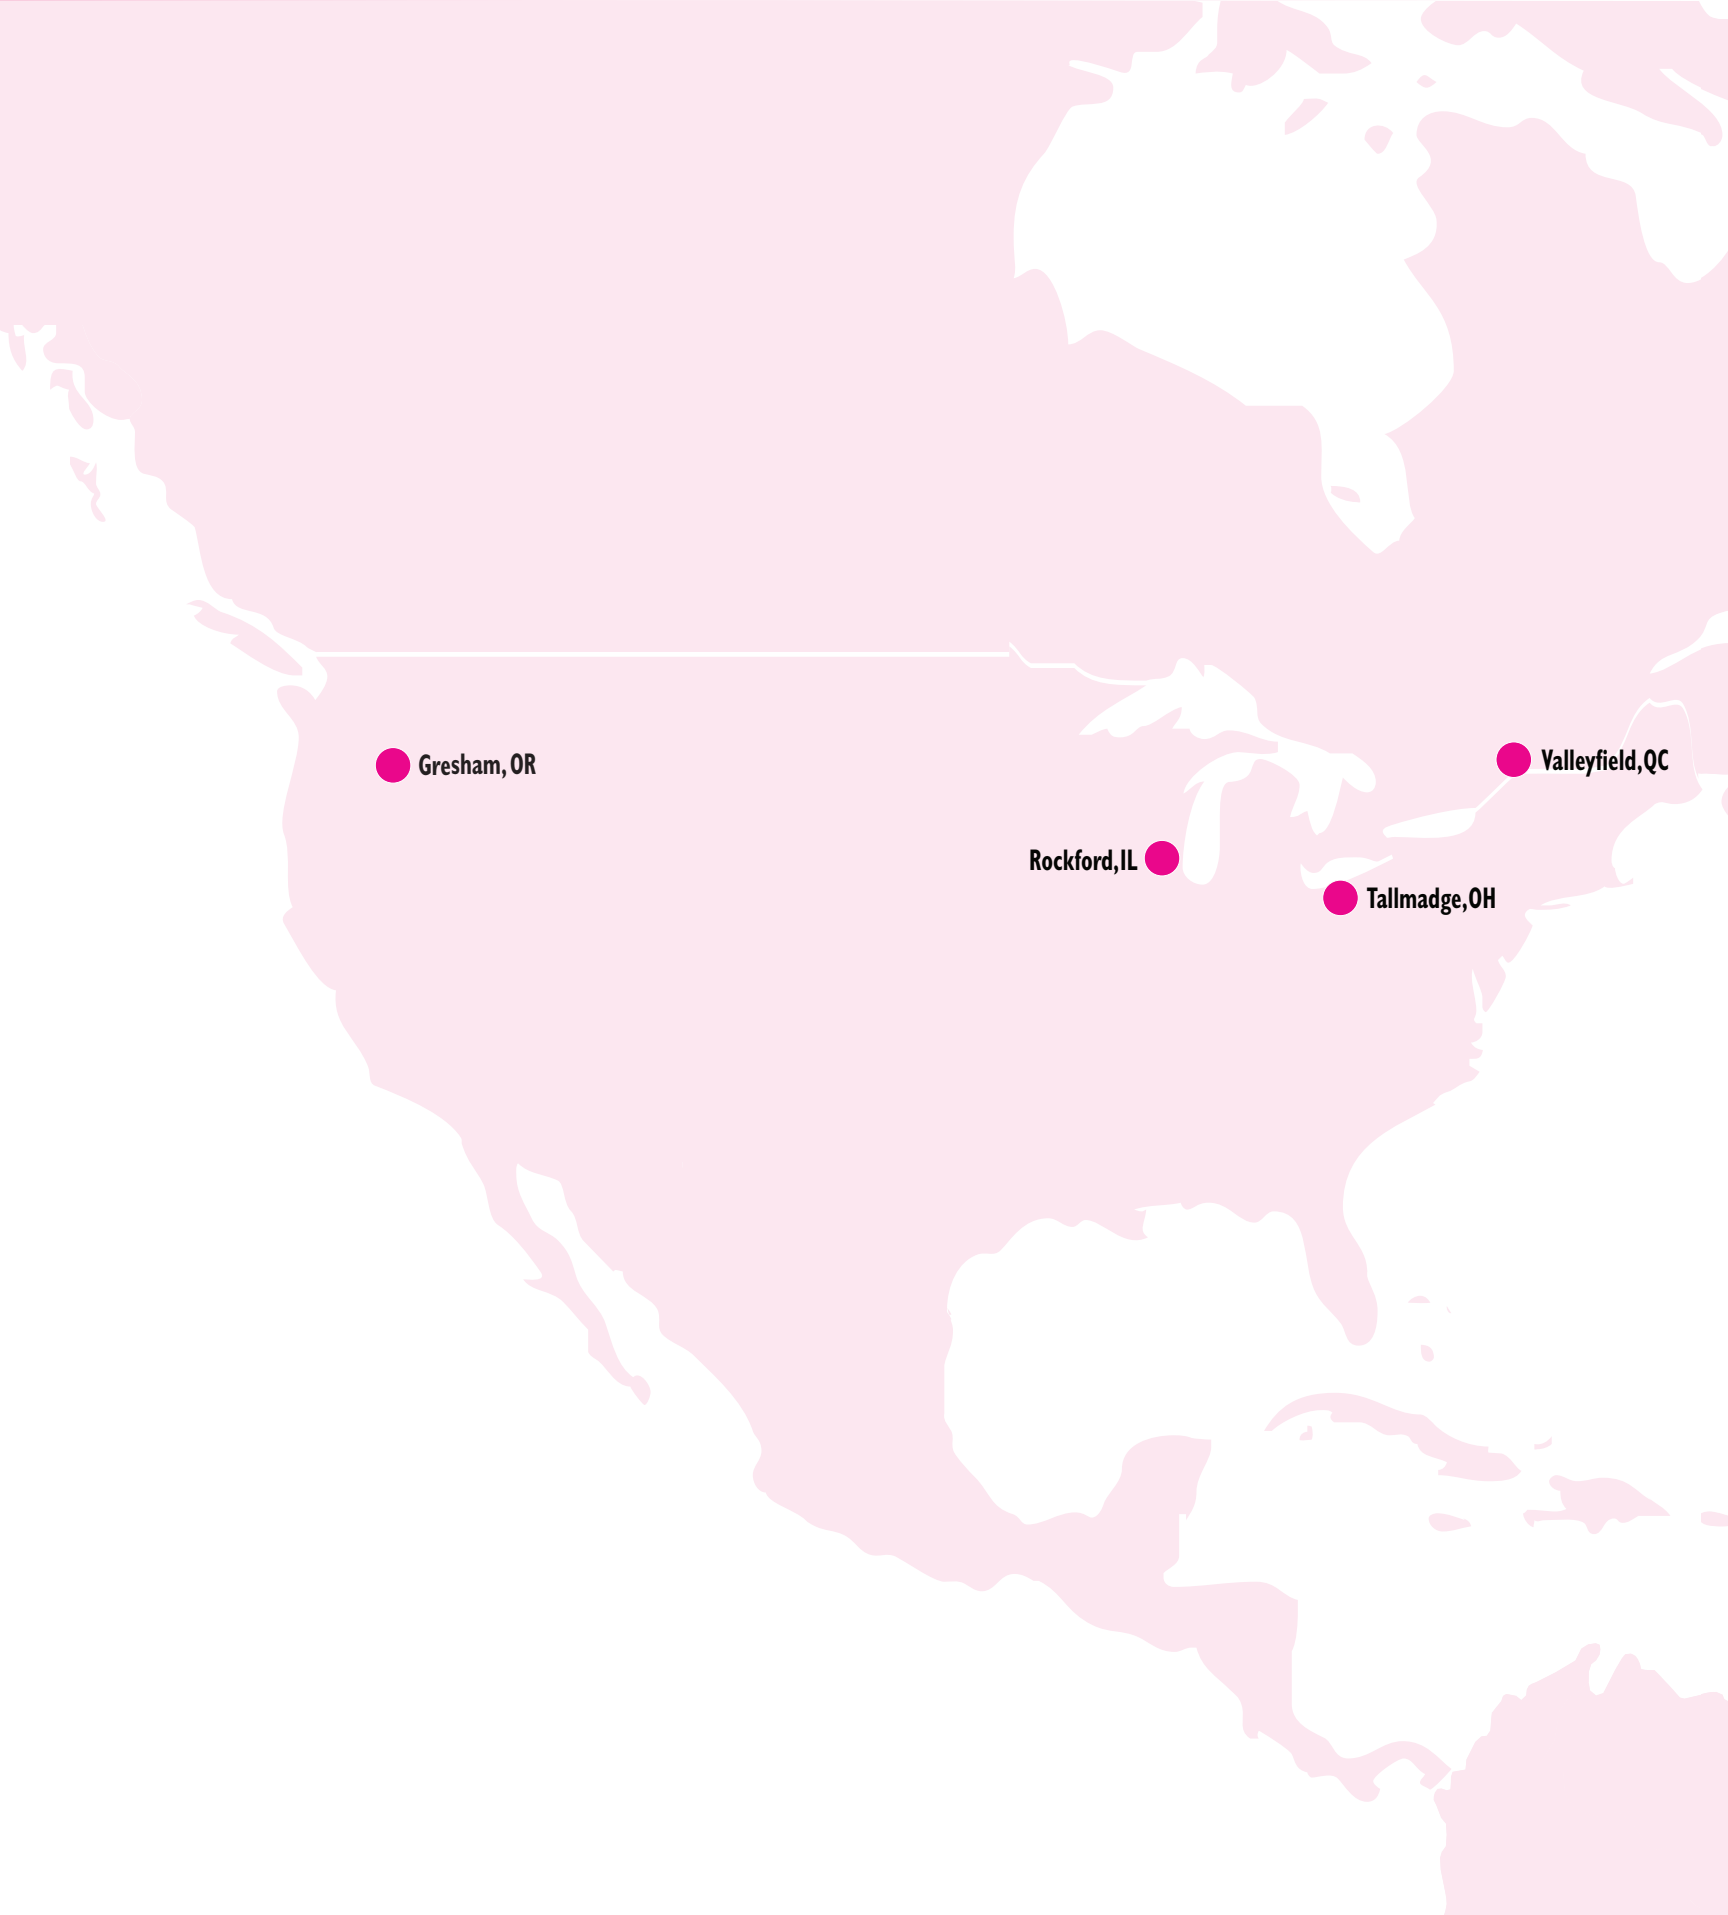 Valleyfield, QC
Gresham, OR
Rockford, IL
Tallmadge, OH